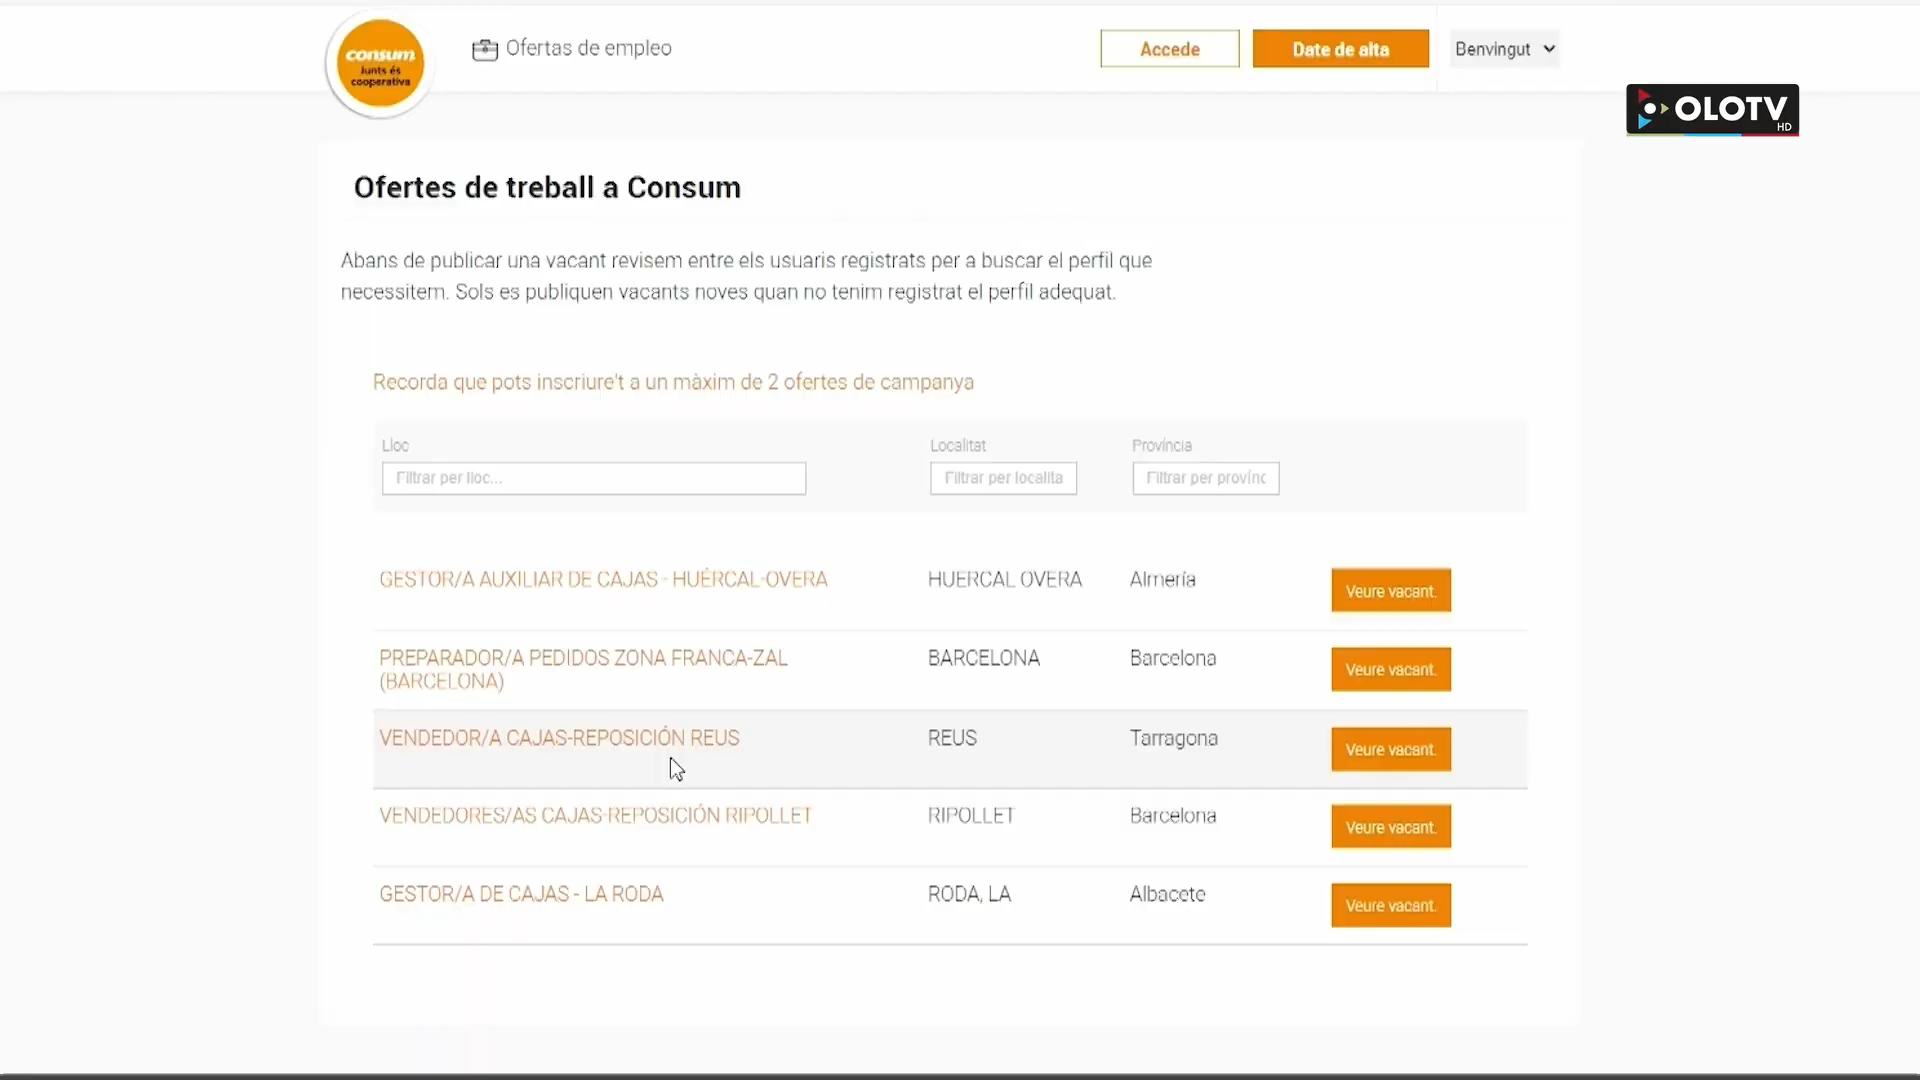 consum
Junts és
cooperativa
Ofertas de empleo
Accede
Date de alta
Benvingut
OLOTV
HD
Ofertes de treball a Consum
Abans de publicar una vacant revisem entre els usuaris registrats per a buscar el perfil que
necessitem. Sols es publiquen vacants noves quan no tenim registrat el perfil adequat.
Recorda que pots inscriure't a un màxim de 2 ofertes de campanya
Lloc Localitat Província
Filtrar per lloc... Filtrar per localita Filtrar per provínc
GESTOR/A AUXILIAR DE CAJAS - HUÉRCAL-OVERA HUERCAL OVERA Almería Veure vacant.
PREPARADOR/A PEDIDOS ZONA FRANCA-ZAL BARCELONA Barcelona Veure vacant.
(BARCELONA)
VENDEDOR/A CAJAS-REPOSICIÓN REUS REUS Tarragona Veure vacant.
VENDEDORES/AS CAJAS-REPOSICIÓN RIPOLLET RIPOLLET Barcelona Veure vacant.
GESTOR/A DE CAJAS - LA RODA RODA, LA Albacete Veure vacant.